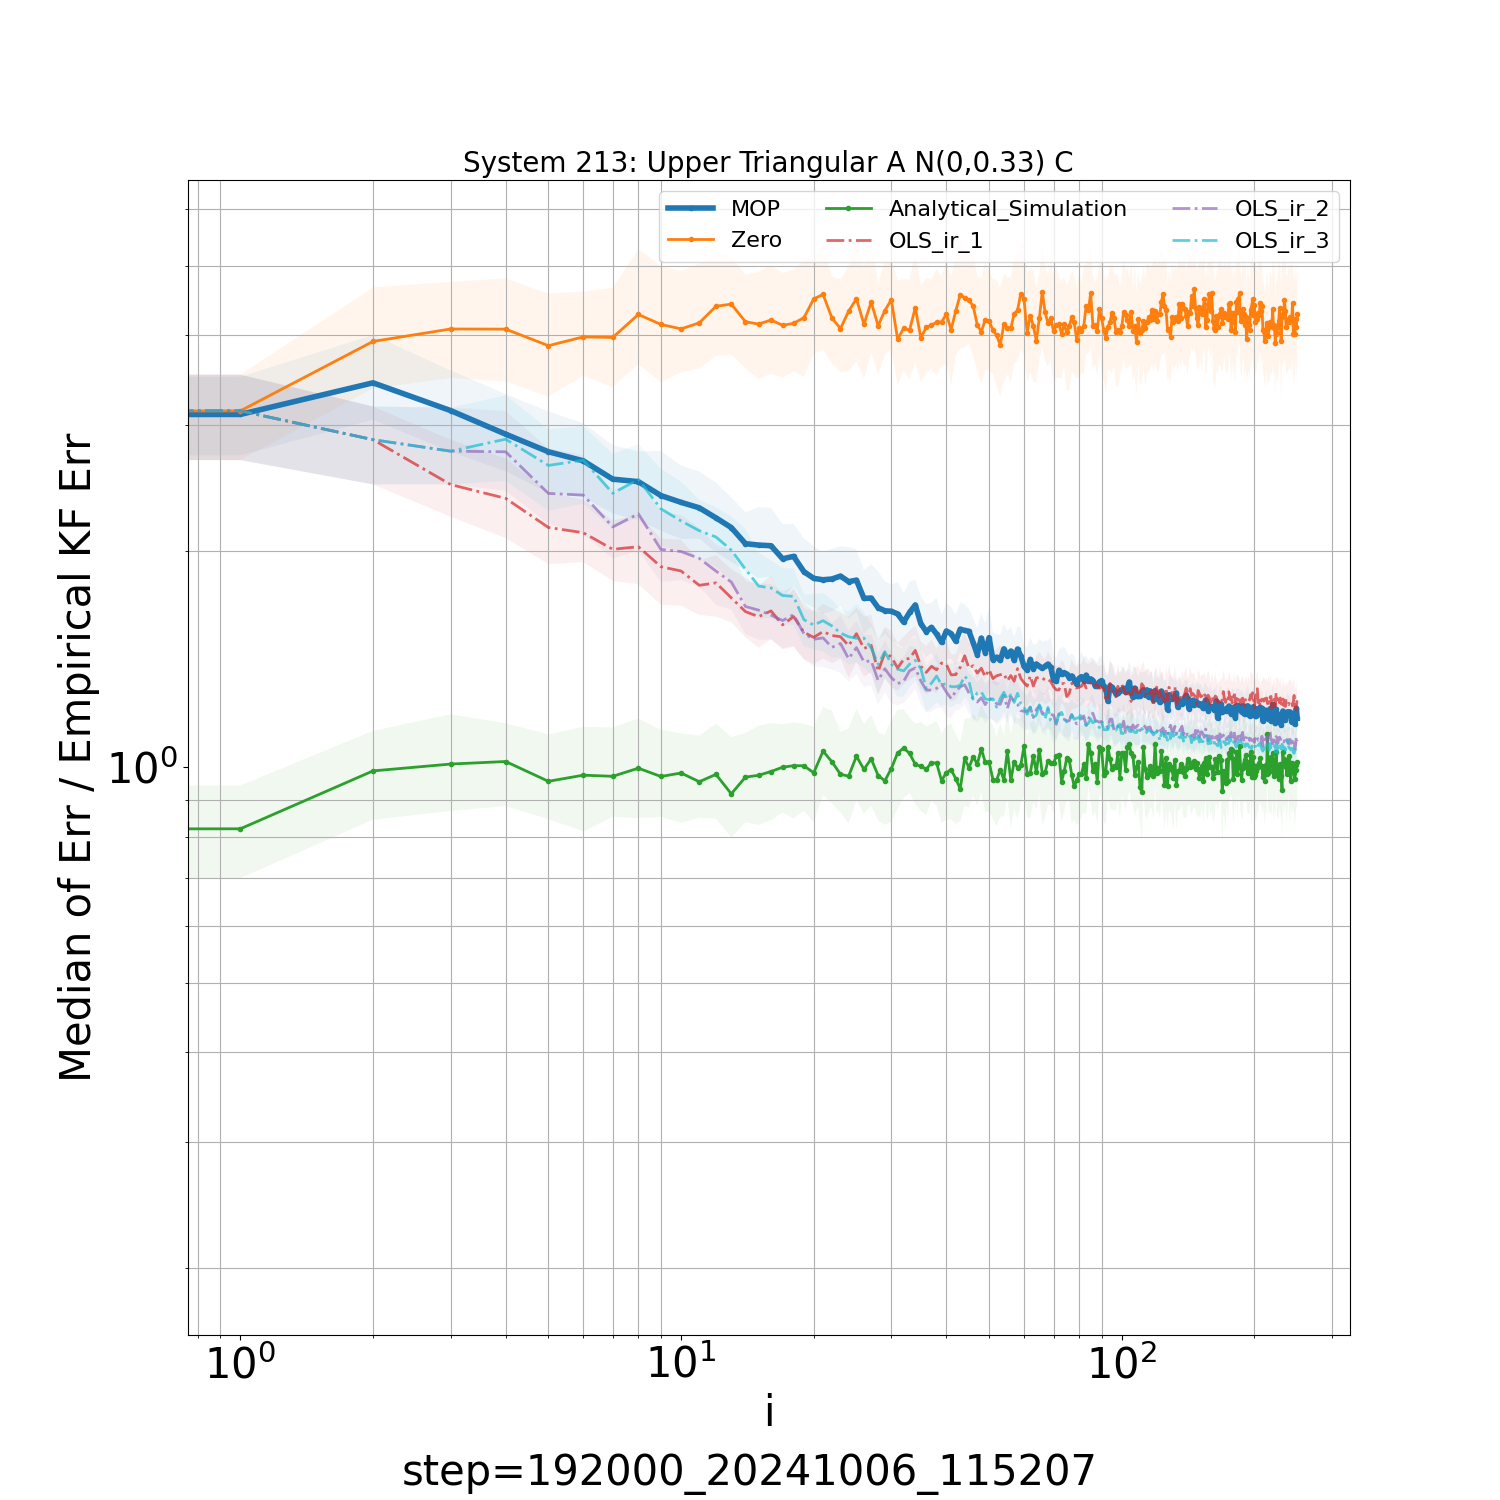 System 213: Upper Triangular A N(0,0.33) C
MOP
Zero
Analytical_Simulation
OLS_ir_1
OLS_ir_2
OLS_ir_3
Median of Err / Empirical KF Err
10⁰
10⁰
10¹
10²
i
step=192000_20241006_115207